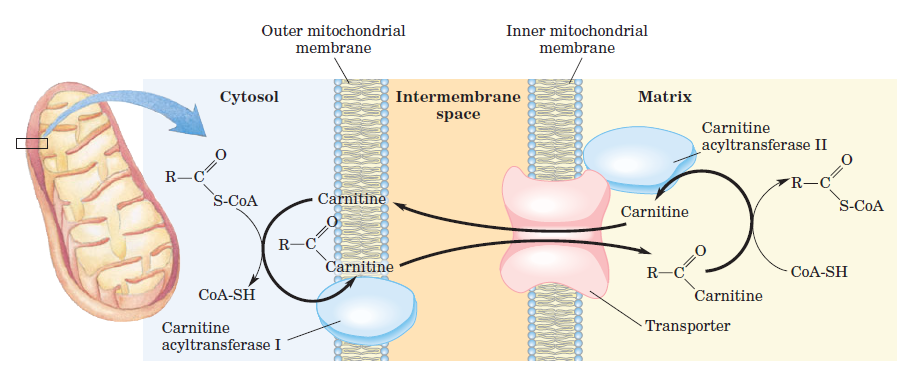 Outer mitochondrial
membrane
Inner mitochondrial
membrane
Cytosol
Intermembrane
space
Matrix
Carnitine
acyltransferase II
O
R—C
S-CoA
Carnitine
O
R—C
Carnitine
CoA-SH
Carnitine
acyltransferase I
Carnitine
O
R—C
Carnitine
O
R—C
S-CoA
CoA-SH
Transporter